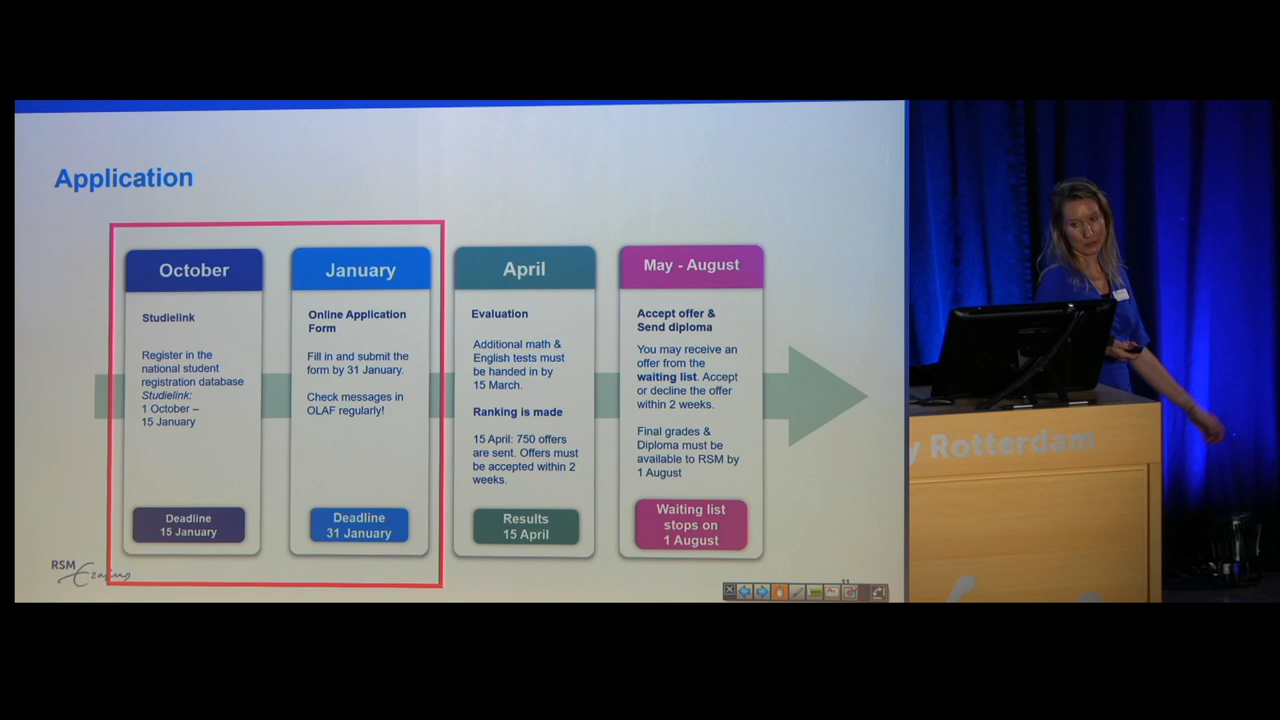 Application
October
Studielink
Register in the
national student
registration database
Studielink:
1 October –
15 January
Deadline
15 January
January
Online Application
Form
Fill in and submit the
form by 31 January.
Check messages in
OLAF regularly!
Deadline
31 January
April
Evaluation
Additional math &
English tests must
be handed in by
15 March.
Ranking is made
15 April: 750 offers
are sent. Offers must
be accepted within 2
weeks.
Results
15 April
May - August
Accept offer &
Send diploma
You may receive an
offer from the
waiting list. Accept
or decline the offer
within 2 weeks.
Final grades &
Diploma must be
available to RSM by
1 August
Waiting list
stops on
1 August
RSM
Erasmus
11
y Rotterdam